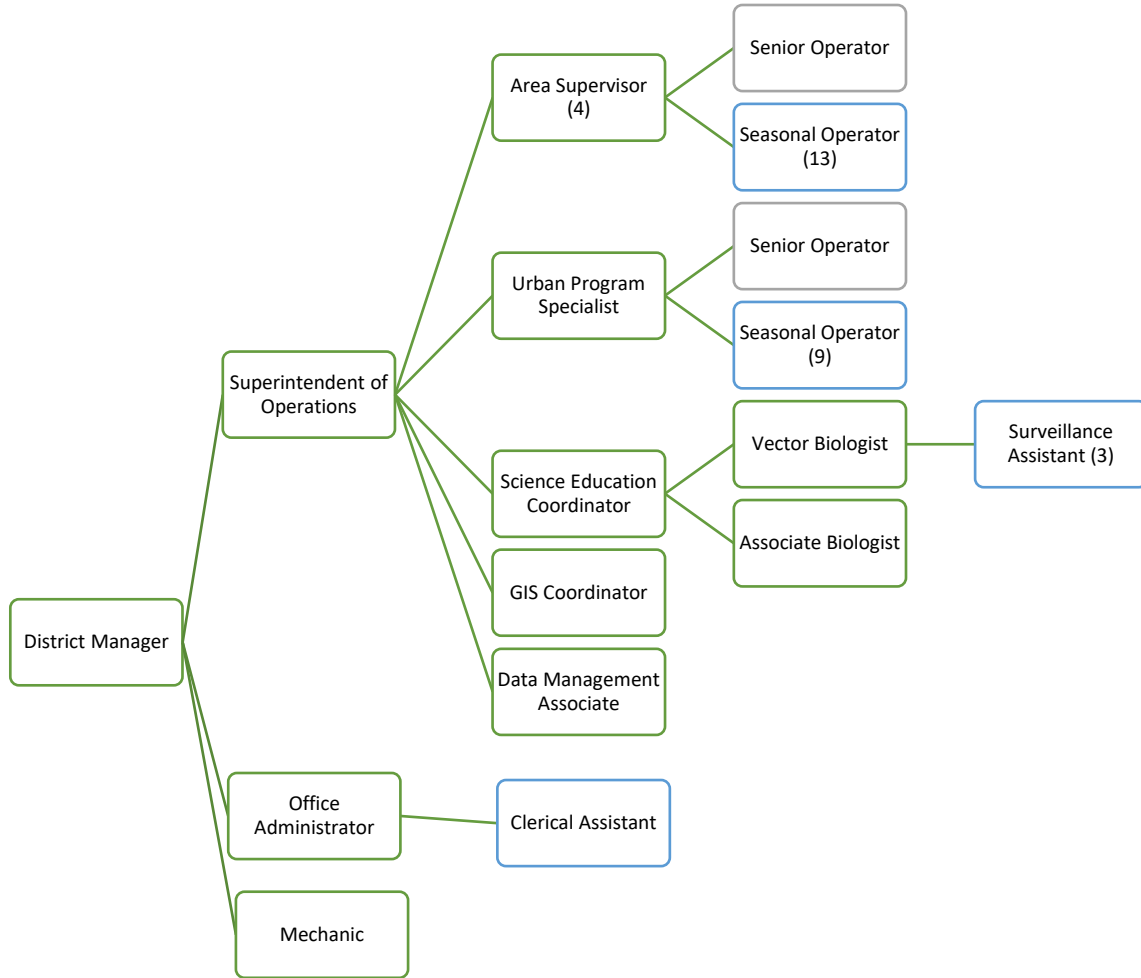 Senior Operator
Area Supervisor
(4)
Seasonal Operator
(13)
Senior Operator
Urban Program
Specialist
Seasonal Operator
(9)
Superintendent of
Operations
Vector Biologist
Surveillance
Assistant (3)
Science Education
Coordinator
Associate Biologist
GIS Coordinator
District Manager
Data Management
Associate
Office
Administrator
Clerical Assistant
Mechanic